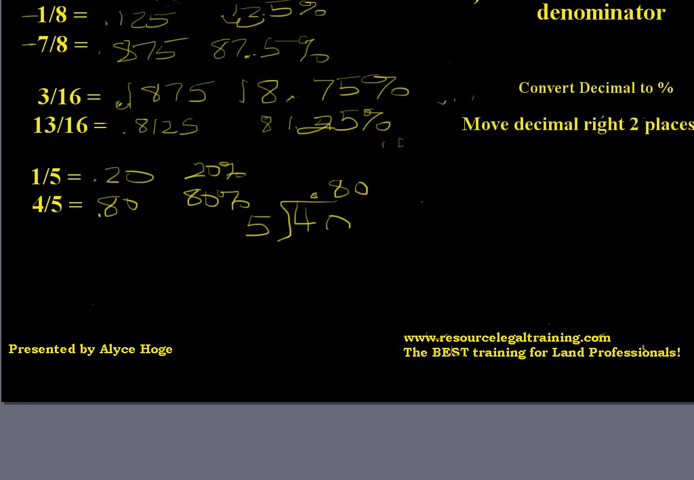 -1/8 = .125 12.5%
denominator
-7/8 = .875 87.5%
3/16 = .1875 18.75%
Convert Decimal to %
13/16 = .8125 81.25%
Move decimal right 2 places
1/5 = .20 20%
4/5 = .80 80%
.80
5)40
Presented by Alyce Hoge
www.resourcelegaltraining.com
The BEST training for Land Professionals!